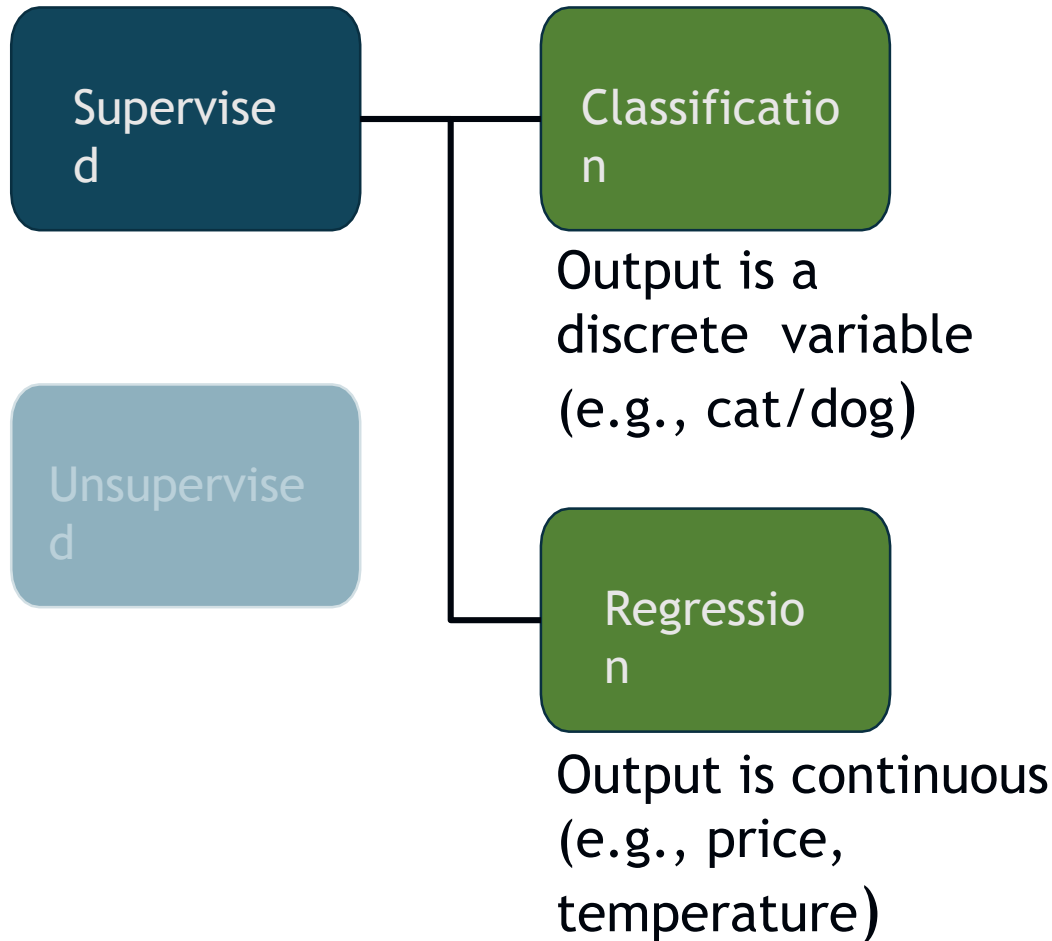 Supervise
d
Classificatio
n
Output is a
discrete  variable
(e.g., cat/dog)
Unsupervise
d
Regressio
n
Output is continuous
(e.g., price,
temperature)